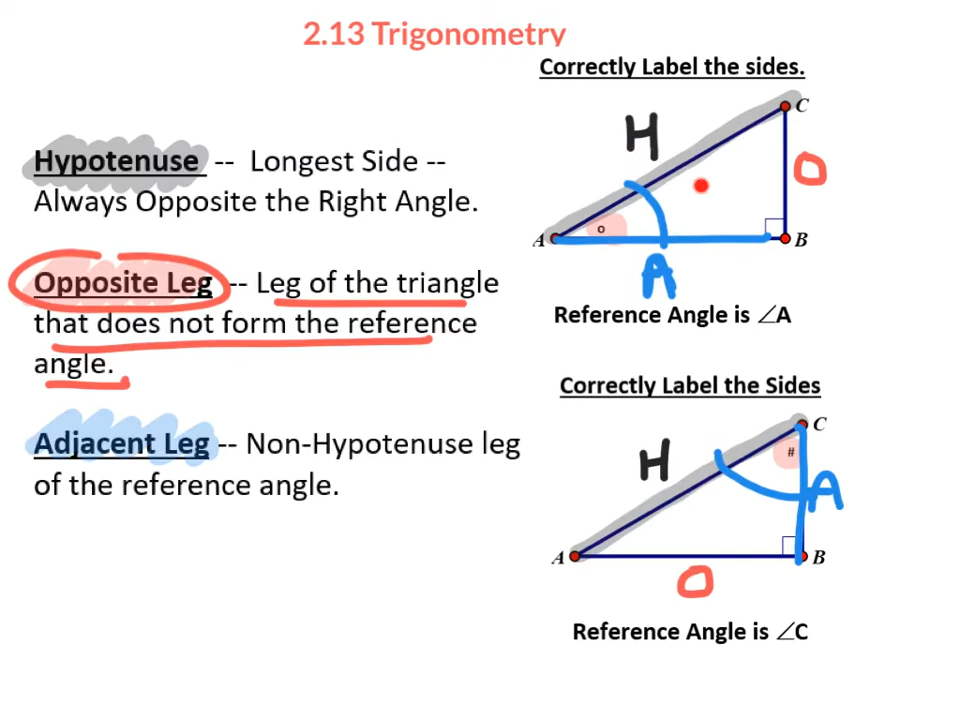 2.13 Trigonometry
Correctly Label the sides.
C
H
O
Hypotenuse -- Longest Side --
Always Opposite the Right Angle.
o
A
B
A
Opposite Leg -- Leg of the triangle
that does not form the reference
angle.
Reference Angle is ∠A
Correctly Label the Sides
C
#
H
A
Adjacent Leg -- Non-Hypotenuse leg
of the reference angle.
A
B
O
Reference Angle is ∠C